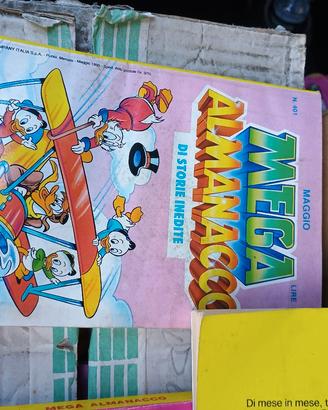 MAGGIO
LIRE
N. 401
MEGA
ALMANACCO
DI STORIE INEDITE
MEGA ALMANACCO
Di mese in mese, t